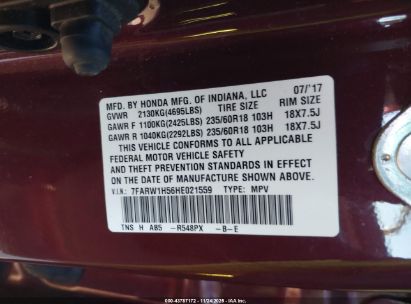 MFD. BY HONDA MFG. OF INDIANA, LLC 07/'17
GVWR 2130KG(4695LBS) TIRE SIZE RIM SIZE
GAWR F 1100KG(2425LBS) 235/60R18 103H 18X7.5J
GAWR R 1040KG(2292LBS) 235/60R18 103H 18X7.5J
THIS VEHICLE CONFORMS TO ALL APPLICABLE
FEDERAL MOTOR VEHICLE SAFETY
AND THEFT PREVENTION STANDARDS IN EFFECT ON THE
DATE OF MANUFACTURE SHOWN ABOVE.
V.I.N.: 7FARW1H56HE021559 TYPE: MPV
TNS H A85 -R548PX -B-E